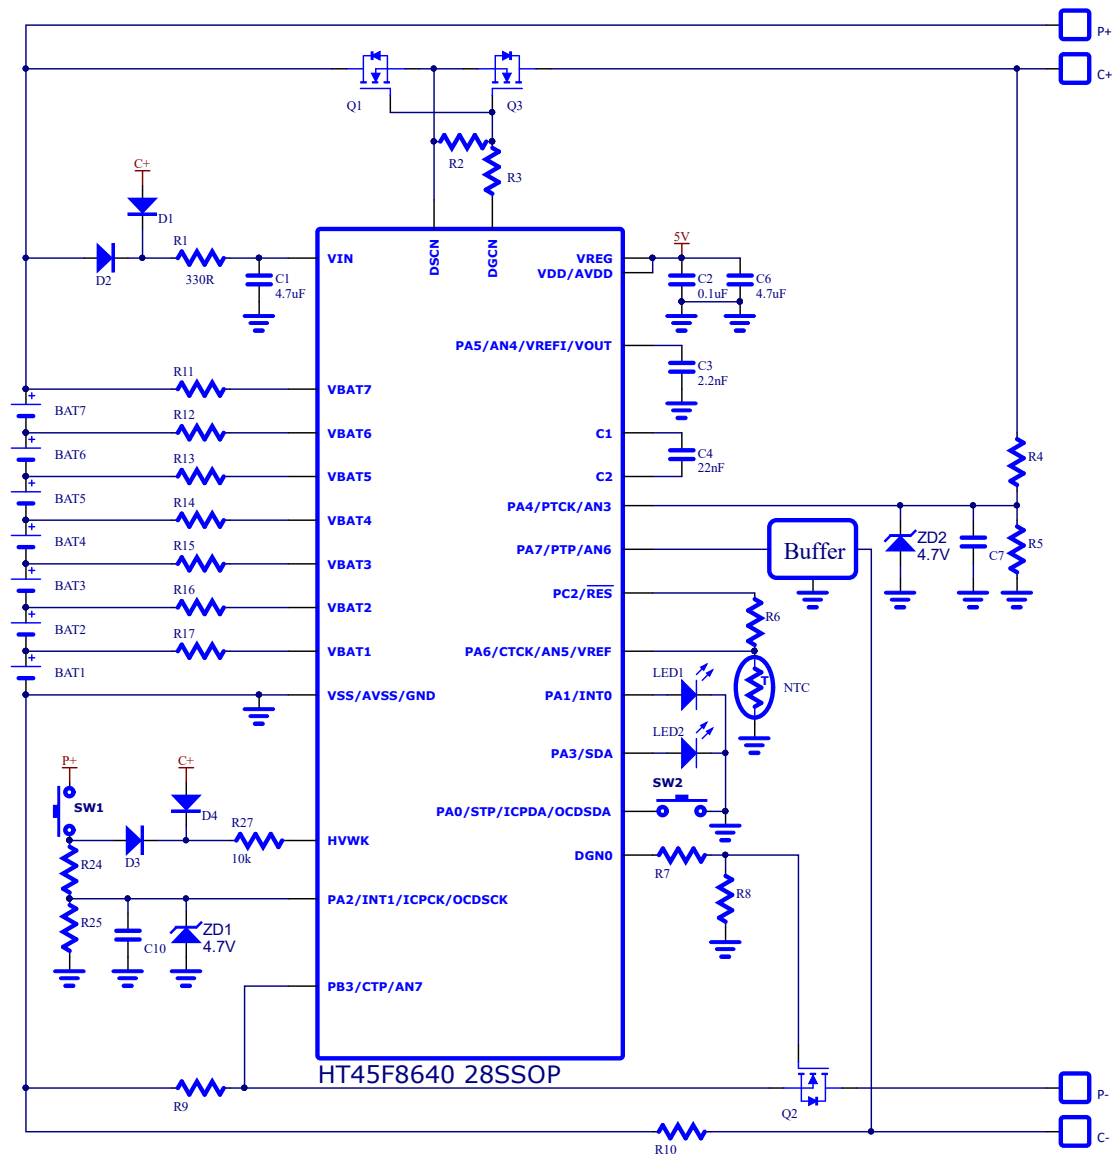 P+
C+
Q1
Q3
R2
R3
C+
D1
D2
R1
330R
C1
4.7uF
VIN
DSCN
DGCN
VREG
VDD/AVDD
5V
C2
0.1uF
C6
4.7uF
PA5/AN4/VREFI/VOUT
C3
2.2nF
R11
VBAT7
+
BAT7
R12
VBAT6
+
BAT6
C1
C4
22nF
R13
VBAT5
+
BAT5
C2
R4
R14
VBAT4
+
BAT4
PA4/PTCK/AN3
ZD2
4.7V
C7
R5
R15
VBAT3
+
BAT3
PA7/PTP/AN6
Buffer
R16
VBAT2
+
BAT2
PC2/RES
R6
R17
VBAT1
+
BAT1
PA6/CTCK/AN5/VREF
T
NTC
VSS/AVSS/GND
LED1
PA1/INT0
LED2
PA3/SDA
P+
SW1
C+
D4
D3
R27
10k
HVWK
SW2
PA0/STP/ICPDA/OCDSDA
DGN0
R7
R8
R24
R25
C10
ZD1
4.7V
PA2/INT1/ICPCK/OCDSCK
PB3/CTP/AN7
HT45F8640 28SSOP
R9
Q2
P-
R10
C-